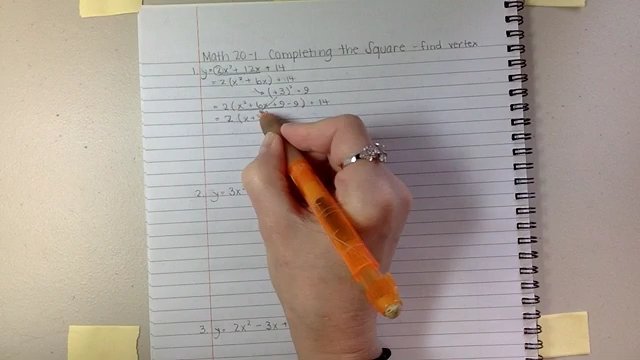 Math 20-1 Completing the Square - find vertex
1. y = 2x² + 12x + 14
= 2(x² + 6x) + 14
(+3)² = 9
= 2(x² + 6x + 9 - 9) + 14
= 2(x +
2. y = 3x²
3. y = 2x² - 3x +